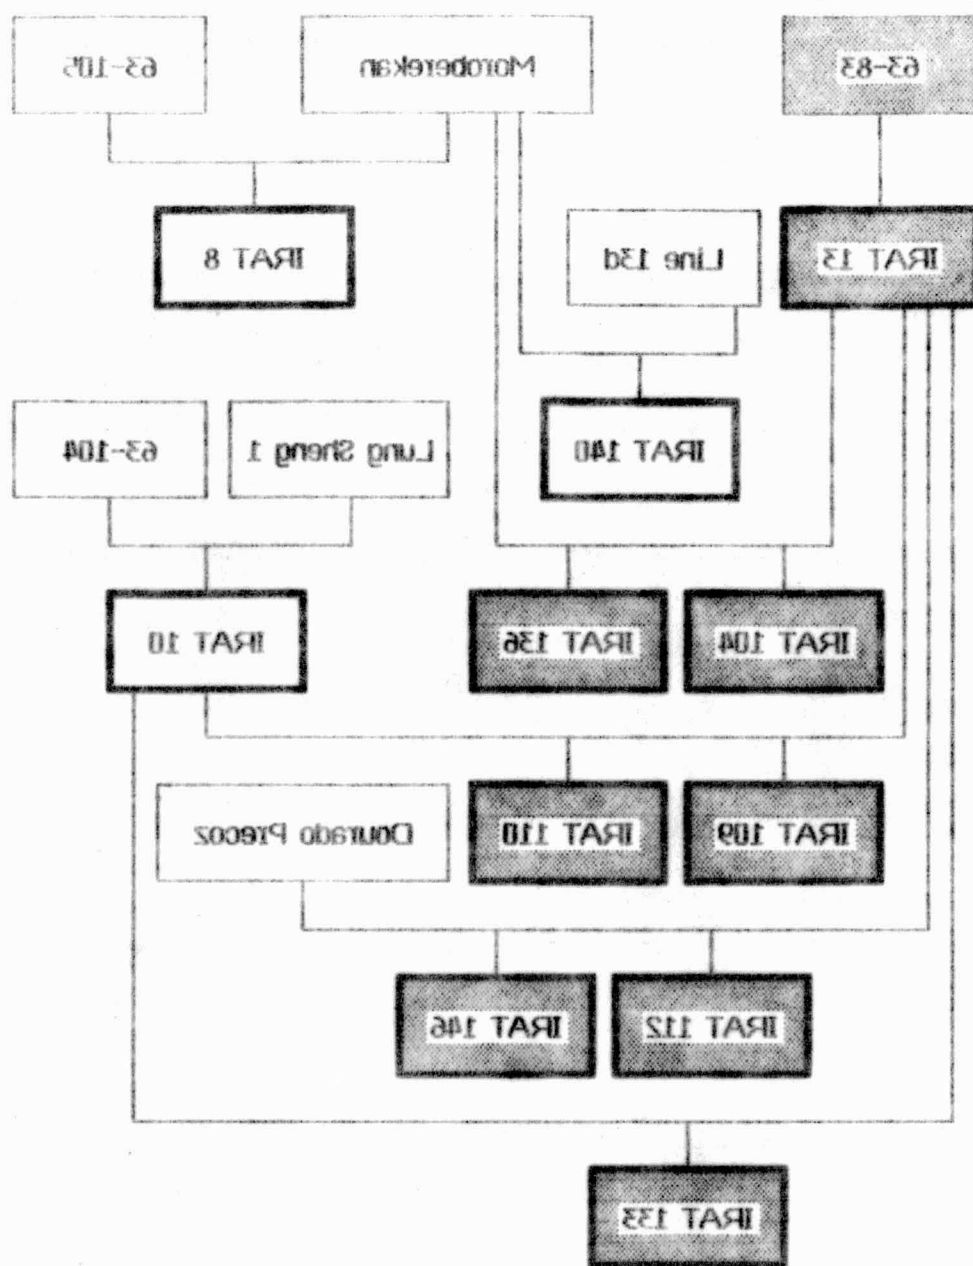 63-83
Moroberekan
63-105
IRAT 13
Line 13d
IRAT 8
IRAT 140
Lung Sheng 1
63-104
IRAT 104
IRAT 136
IRAT 10
IRAT 109
IRAT 110
Dourado Precoz
IRAT 112
IRAT 146
IRAT 133